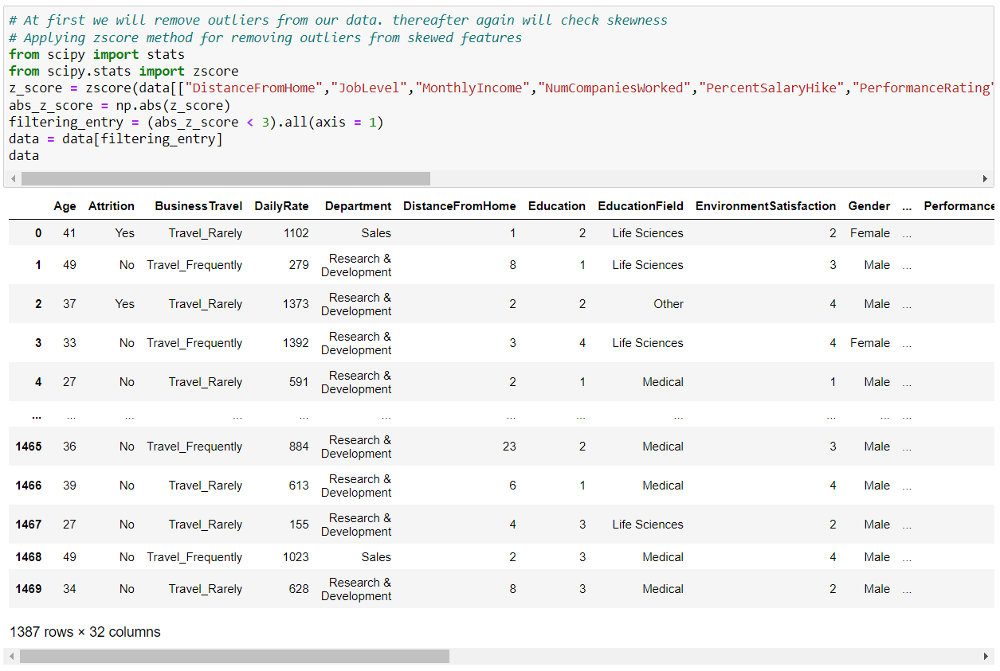 # At first we will remove outliers from our data. thereafter again will check skewness
# Applying zscore method for removing outliers from skewed features
from scipy import stats
from scipy.stats import zscore
z_score = zscore(data[["DistanceFromHome","JobLevel","MonthlyIncome","NumCompaniesWorked","PercentSalaryHike","PerformanceRating"
abs_z_score = np.abs(z_score)
filtering_entry = (abs_z_score < 3).all(axis = 1)
data = data[filtering_entry]
data
Age Attrition BusinessTravel DailyRate Department DistanceFromHome Education EducationField EnvironmentSatisfaction Gender ... Performance
0 41 Yes Travel_Rarely 1102 Sales 1 2 Life Sciences 2 Female ...
1 49 No Travel_Frequently 279 Research & Development 8 1 Life Sciences 3 Male ...
2 37 Yes Travel_Rarely 1373 Research & Development 2 2 Other 4 Male ...
3 33 No Travel_Frequently 1392 Research & Development 3 4 Life Sciences 4 Female ...
4 27 No Travel_Rarely 591 Research & Development 2 1 Medical 1 Male ...
... ... ... ... ... ... ... ... ... ... ... ...
1465 36 No Travel_Frequently 884 Research & Development 23 2 Medical 3 Male ...
1466 39 No Travel_Rarely 613 Research & Development 6 1 Medical 4 Male ...
1467 27 No Travel_Rarely 155 Research & Development 4 3 Life Sciences 2 Male ...
1468 49 No Travel_Frequently 1023 Sales 2 3 Medical 4 Male ...
1469 34 No Travel_Rarely 628 Research & Development 8 3 Medical 2 Male ...
1387 rows × 32 columns